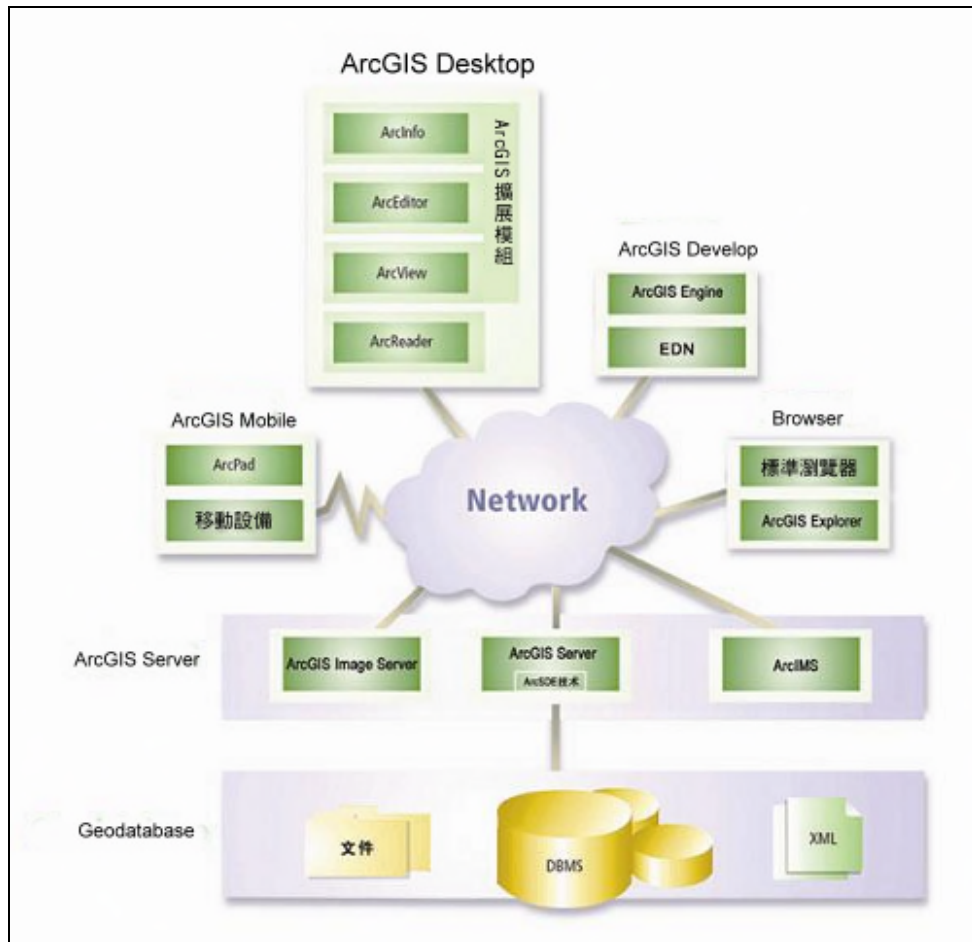 ArcGIS Desktop
ArcInfo
ArcEditor
ArcView
ArcReader
ArcGIS擴展模組
ArcGIS Develop
ArcGIS Engine
EDN
ArcGIS Mobile
ArcPad
移動設備
Network
Browser
標準瀏覽器
ArcGIS Explorer
ArcGIS Server
ArcGIS Image Server
ArcGIS Server
ArcSDE技术
ArcIMS
Geodatabase
文件
DBMS
XML